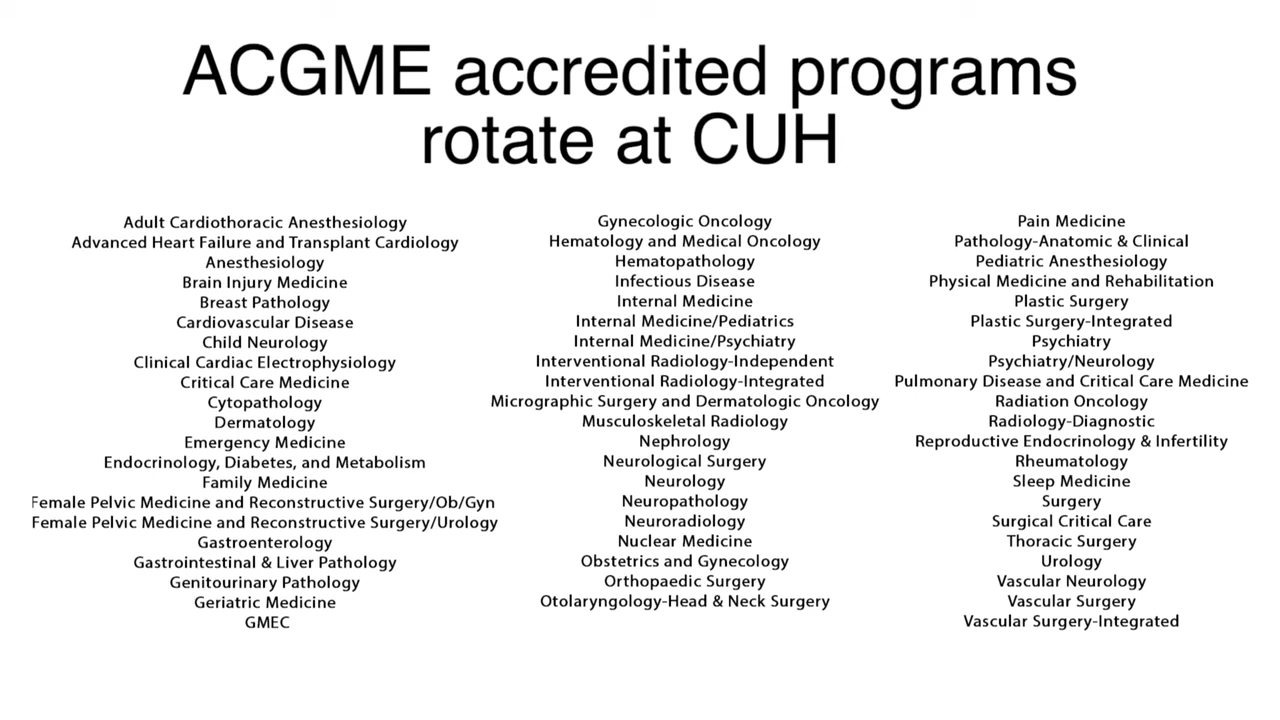 ACGME accredited programs
rotate at CUH
Adult Cardiothoracic Anesthesiology
Advanced Heart Failure and Transplant Cardiology
Anesthesiology
Brain Injury Medicine
Breast Pathology
Cardiovascular Disease
Child Neurology
Clinical Cardiac Electrophysiology
Critical Care Medicine
Cytopathology
Dermatology
Emergency Medicine
Endocrinology, Diabetes, and Metabolism
Family Medicine
Female Pelvic Medicine and Reconstructive Surgery/Ob/Gyn
Female Pelvic Medicine and Reconstructive Surgery/Urology
Gastroenterology
Gastrointestinal & Liver Pathology
Genitourinary Pathology
Geriatric Medicine
GMEC
Gynecologic Oncology
Hematology and Medical Oncology
Hematopathology
Infectious Disease
Internal Medicine
Internal Medicine/Pediatrics
Internal Medicine/Psychiatry
Interventional Radiology-Independent
Interventional Radiology-Integrated
Micrographic Surgery and Dermatologic Oncology
Musculoskeletal Radiology
Nephrology
Neurological Surgery
Neurology
Neuropathology
Neuroradiology
Nuclear Medicine
Obstetrics and Gynecology
Orthopaedic Surgery
Otolaryngology-Head & Neck Surgery
Pain Medicine
Pathology-Anatomic & Clinical
Pediatric Anesthesiology
Physical Medicine and Rehabilitation
Plastic Surgery
Plastic Surgery-Integrated
Psychiatry
Psychiatry/Neurology
Pulmonary Disease and Critical Care Medicine
Radiation Oncology
Radiology-Diagnostic
Reproductive Endocrinology & Infertility
Rheumatology
Sleep Medicine
Surgery
Surgical Critical Care
Thoracic Surgery
Urology
Vascular Neurology
Vascular Surgery
Vascular Surgery-Integrated